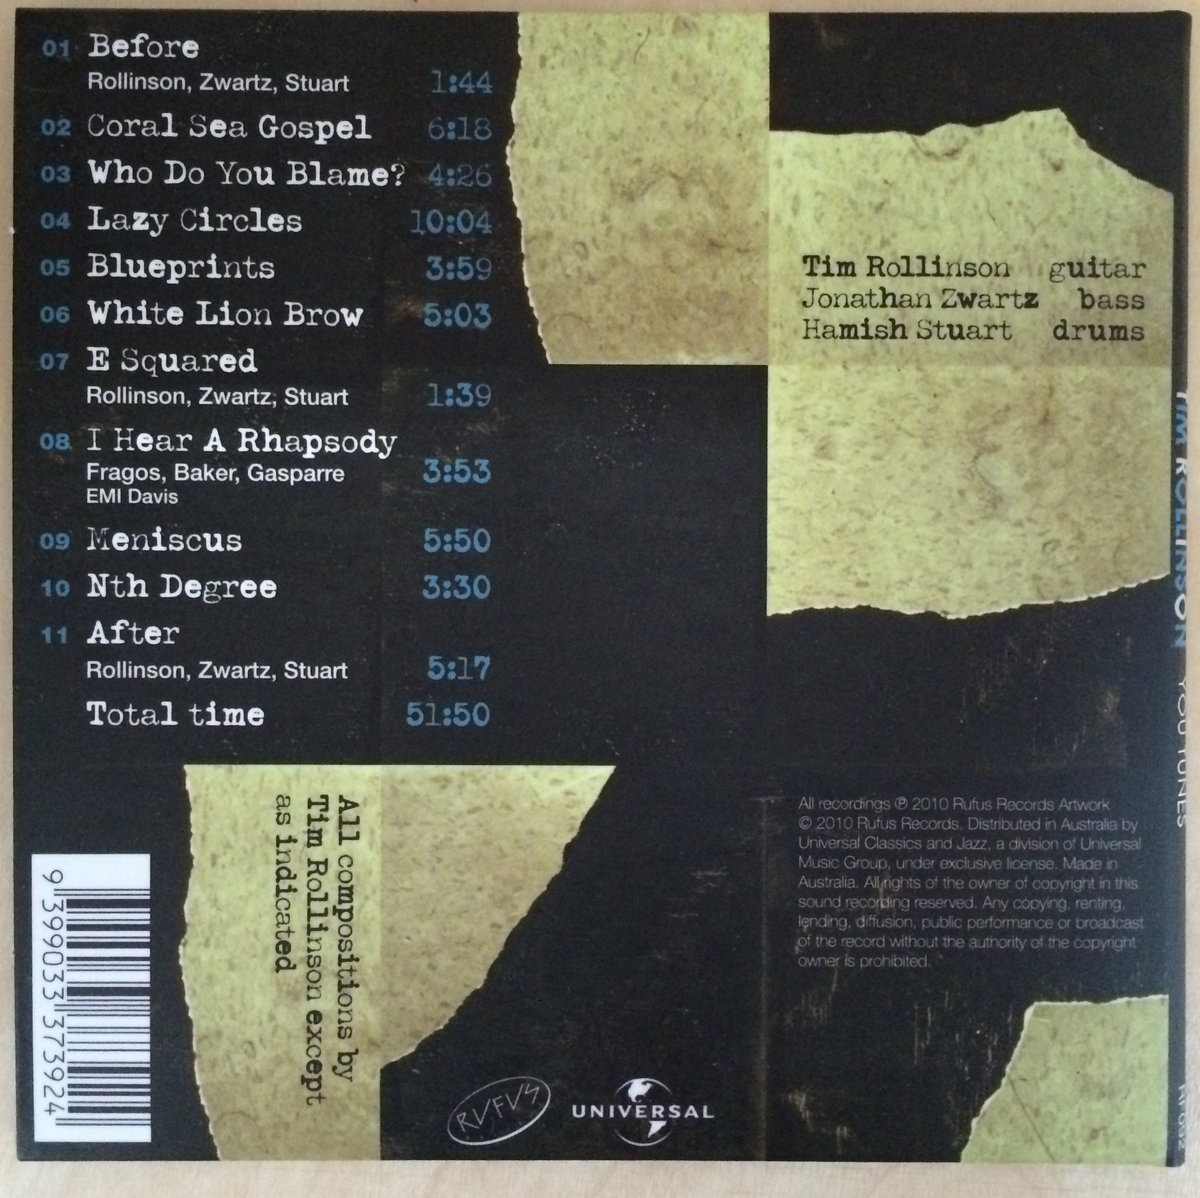 01 Before
Rollinson, Zwartz, Stuart 1:44
02 Coral Sea Gospel 6:18
03 Who Do You Blame? 4:26
04 Lazy Circles 10:04
05 Blueprints 3:59
06 White Lion Brow 5:03
07 E Squared
Rollinson, Zwartz, Stuart 1:39
08 I Hear A Rhapsody
Fragos, Baker, Gasparre 3:53
EMI Davis
09 Meniscus 5:50
10 Nth Degree 3:30
11 After
Rollinson, Zwartz, Stuart 5:17
Total time 51:50
Tim Rollinson guitar
Jonathan Zwartz bass
Hamish Stuart drums
All compositions by
Tim Rollinson except
as indicated
All recordings ℗ 2010 Rufus Records Artwork
© 2010 Rufus Records. Distributed in Australia by
Universal Classics and Jazz, a division of Universal
Music Group, under exclusive license. Made in
Australia. All rights of the owner of copyright in this
sound recording reserved. Any copying, renting,
lending, diffusion, public performance or broadcast
of the record without the authority of the copyright
owner is prohibited.
9 399033 373924
RUFUS
UNIVERSAL
TIM ROLLINSON YOU TUNES